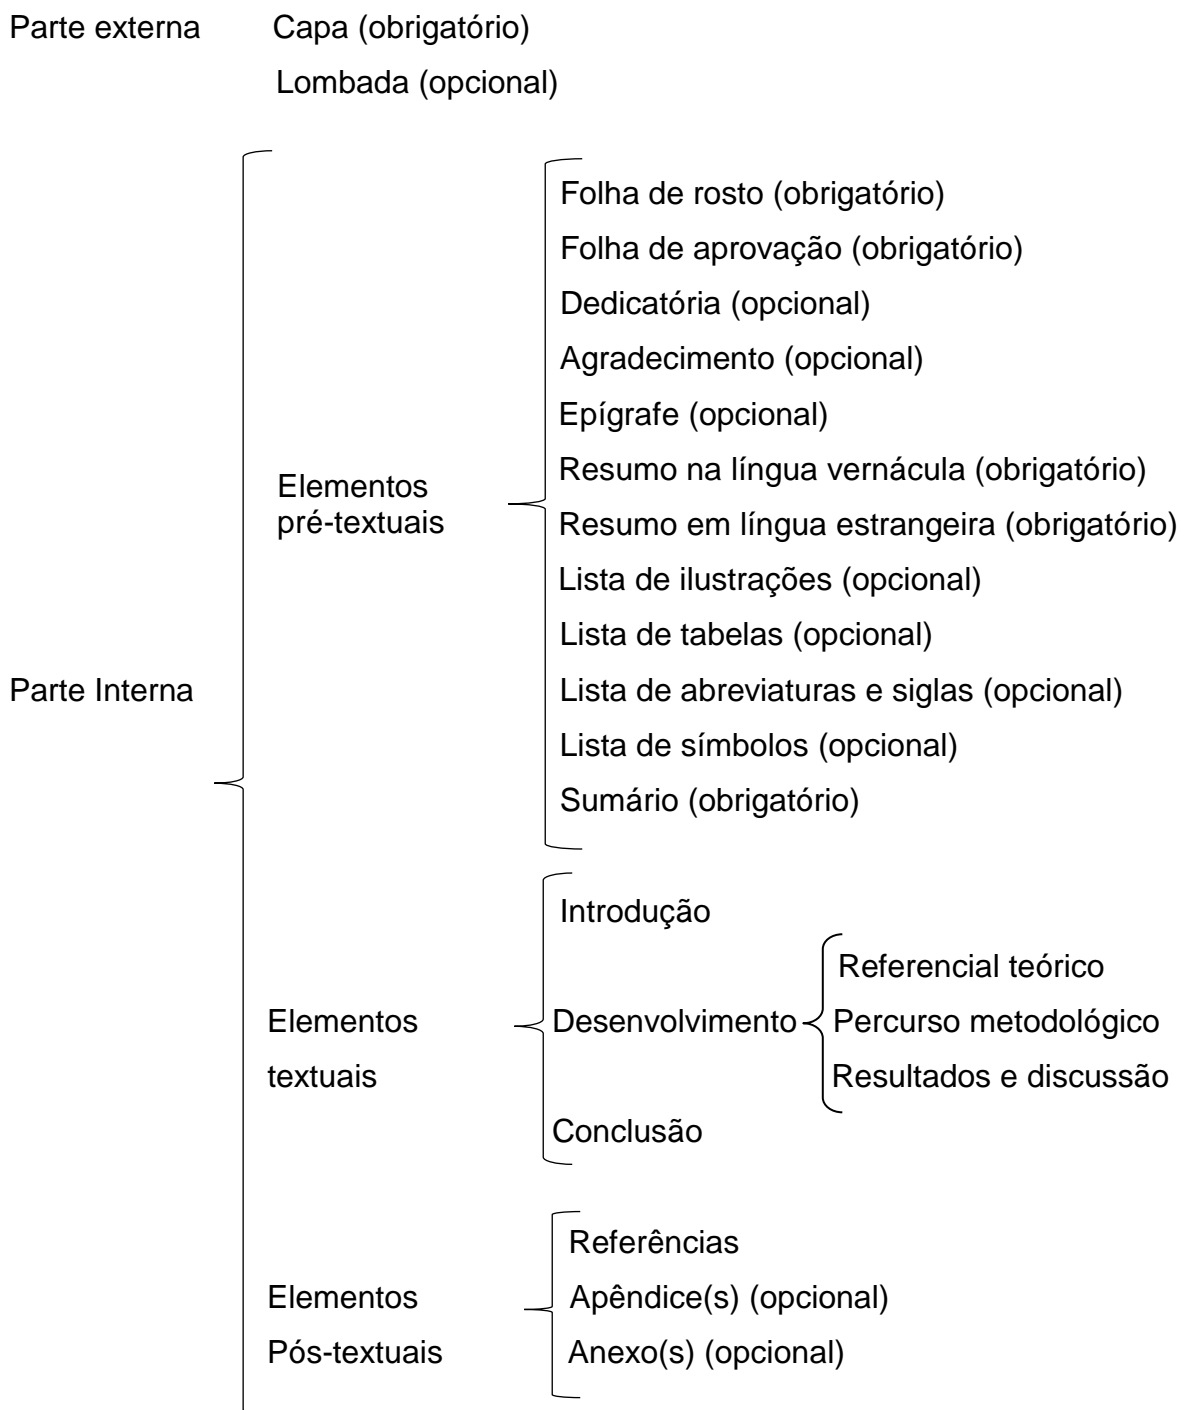 Parte externa Capa (obrigatório)
Lombada (opcional)
Folha de rosto (obrigatório)
Folha de aprovação (obrigatório)
Dedicatória (opcional)
Agradecimento (opcional)
Epígrafe (opcional)
Elementos
pré-textuais
Resumo na língua vernácula (obrigatório)
Resumo em língua estrangeira (obrigatório)
Lista de ilustrações (opcional)
Lista de tabelas (opcional)
Parte Interna
Lista de abreviaturas e siglas (opcional)
Lista de símbolos (opcional)
Sumário (obrigatório)
Introdução
Elementos
textuais
Desenvolvimento
Referencial teórico
Percurso metodológico
Resultados e discussão
Conclusão
Elementos
Pós-textuais
Referências
Apêndice(s) (opcional)
Anexo(s) (opcional)